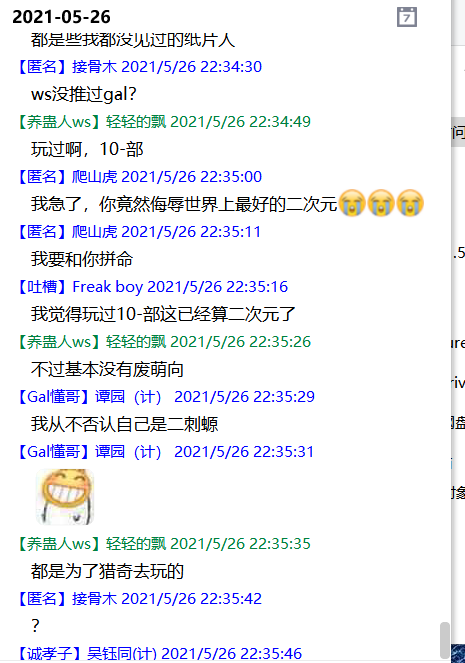 2021-05-26
7
都是些我都没见过的纸片人
【匿名】接骨木 2021/5/26 22:34:30
ws没推过gal?
【养蛊人ws】轻轻的飘 2021/5/26 22:34:49
玩过啊，10-部
【匿名】爬山虎 2021/5/26 22:35:00
我急了，你竟然侮辱世界上最好的二次元😭😭😭
【匿名】爬山虎 2021/5/26 22:35:11
我要和你拼命
【吐槽】Freak boy 2021/5/26 22:35:16
我觉得玩过10-部这已经算二次元了
【养蛊人ws】轻轻的飘 2021/5/26 22:35:26
不过基本没有废萌向
【Gal懂哥】谭园（计） 2021/5/26 22:35:29
我从不否认自己是二刺螈
【Gal懂哥】谭园（计） 2021/5/26 22:35:31
【养蛊人ws】轻轻的飘 2021/5/26 22:35:35
都是为了猎奇去玩的
【匿名】接骨木 2021/5/26 22:35:42
?
【诚孝子】吴钰同(计) 2021/5/26 22:35:46